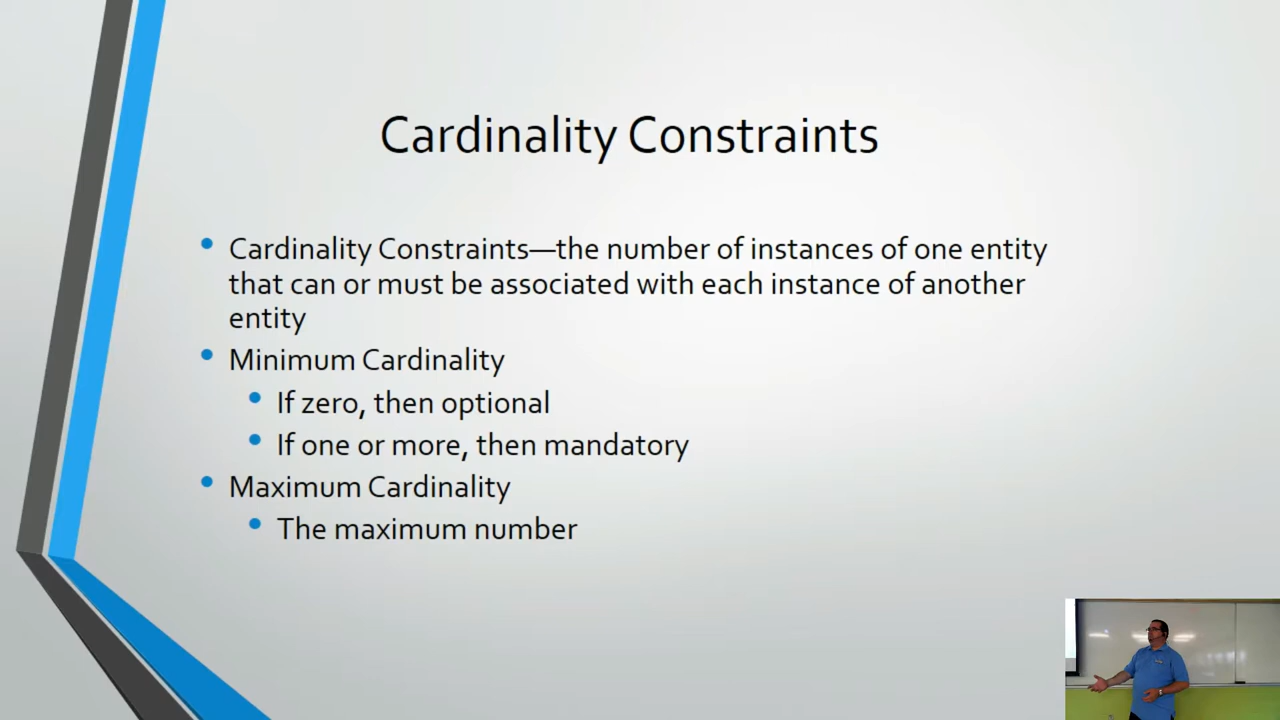 Cardinality Constraints
• Cardinality Constraints—the number of instances of one entity
that can or must be associated with each instance of another
entity
• Minimum Cardinality
• If zero, then optional
• If one or more, then mandatory
• Maximum Cardinality
• The maximum number